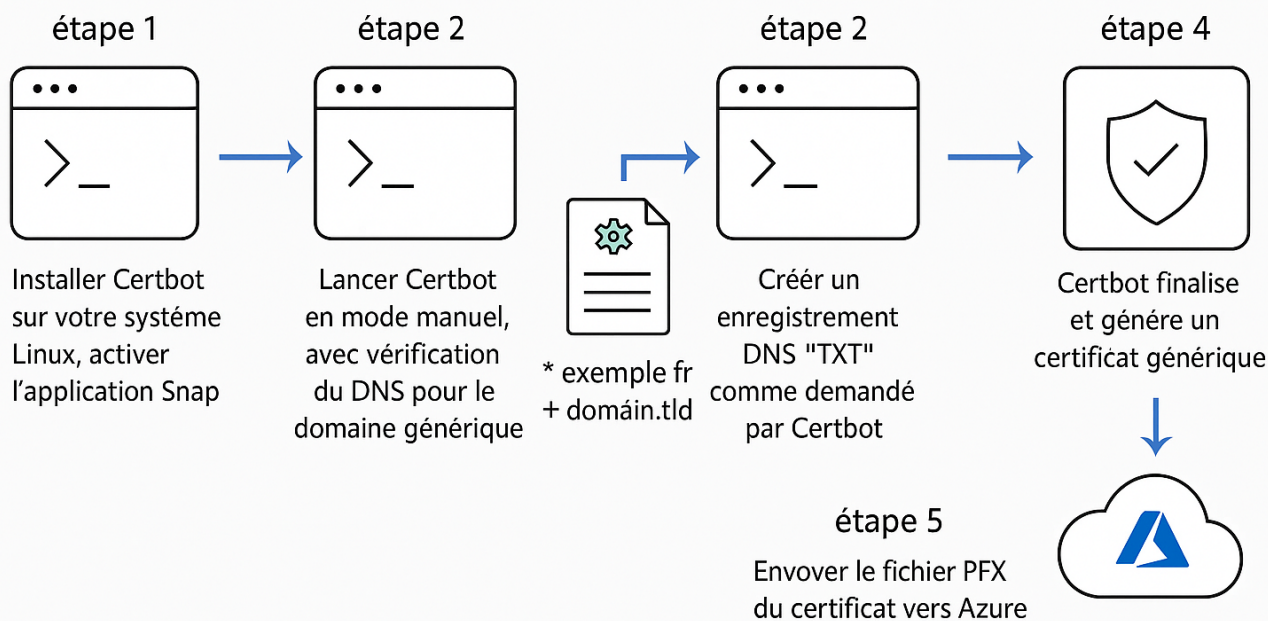 étape 1
Installer Certbot
sur votre systéme
Linux, activer
l'application Snap
étape 2
Lancer Certbot
en mode manuel,
avec vérification
du DNS pour le
domaine générique
* exemple fr
+ domáin.tld
étape 2
Créér un
enregistrement
DNS "TXT"
comme demandé
par Certbot
étape 4
Certbot finalise
et génére un
certificat générique
étape 5
Envover le fichier PFX
du certificat vers Azure